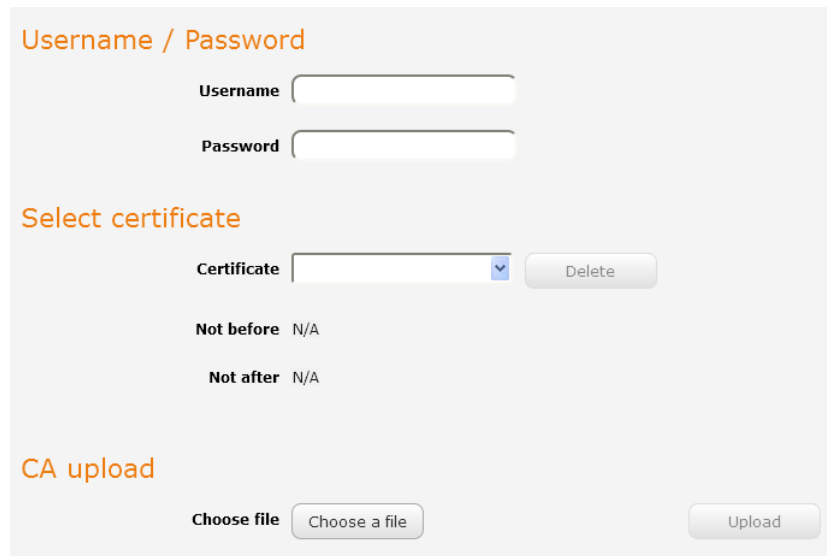 Username / Password
Username
Password
Select certificate
Certificate Delete
Not before N/A
Not after N/A
CA upload
Choose file Choose a file Upload